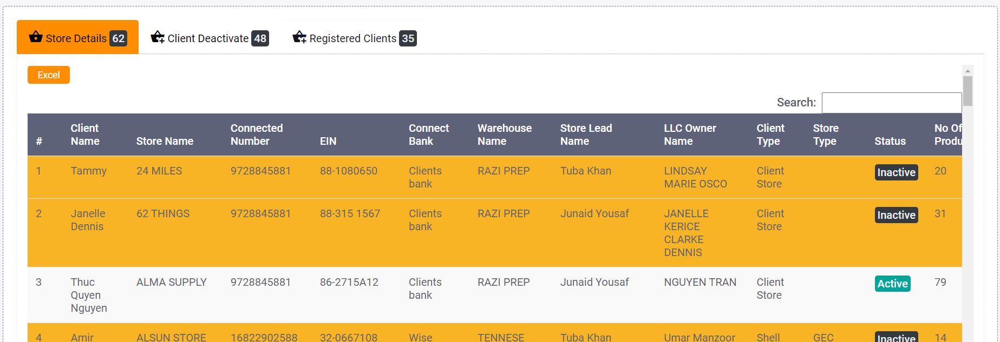 Store Details 62 Client Deactivate 48 Registered Clients 35
Excel
Search:
# Client Name Store Name Connected Number EIN Connect Bank Warehouse Name Store Lead Name LLC Owner Name Client Type Store Type Status No Of Produ
1 Tammy 24 MILES 9728845881 88-1080650 Clients bank RAZI PREP Tuba Khan LINDSAY MARIE OSCO Client Store Inactive 20
2 Janelle Dennis 62 THINGS 9728845881 88-315 1567 Clients bank RAZI PREP Junaid Yousaf JANELLE KERICE CLARKE DENNIS Client Store Inactive 31
3 Thuc Quyen Nguyen ALMA SUPPLY 9728845881 86-2715A12 Clients bank RAZI PREP Junaid Yousaf NGUYEN TRAN Client Store Active 79
4 Amir ALSUN STORE 16822902588 32-0667108 Wise TENNESE Tuba Khan Umar Manzoor Shell GEC Inactive 14